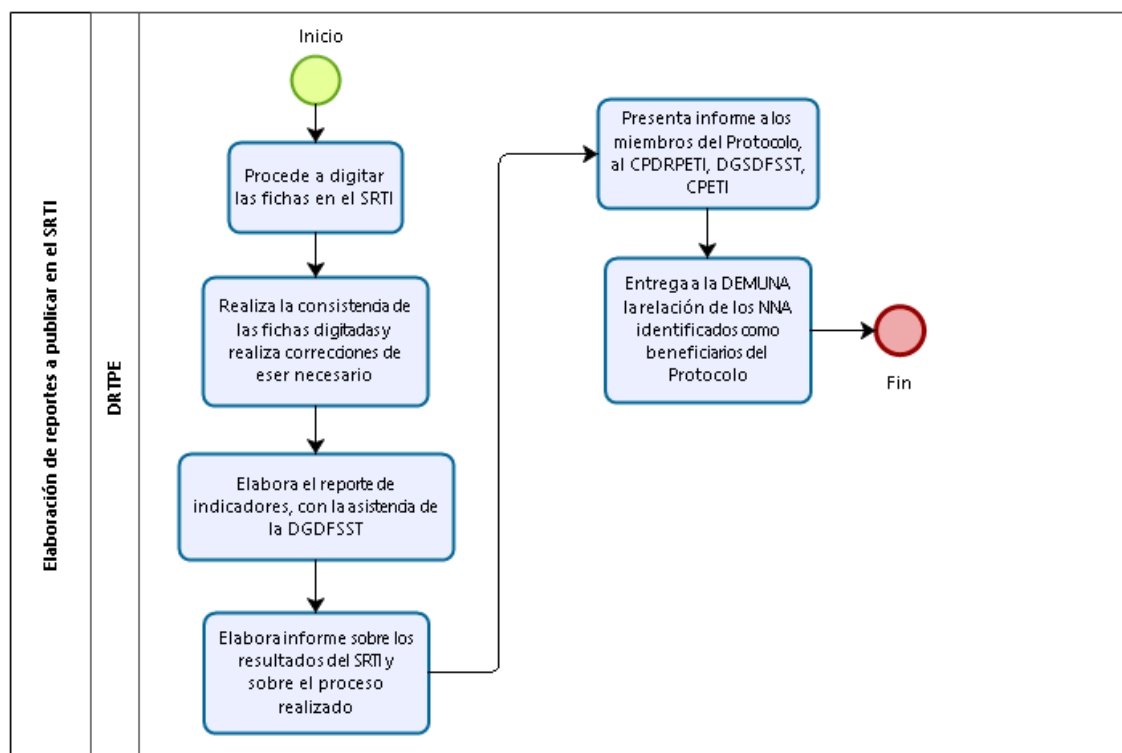 Elaboración de reportes a publicar en el SRTI
DRTPE
Inicio
Procede a digitar
las fichas en el SRTI
Realiza la consistencia de
las fichas digitadas y
realiza correcciones de
eser necesario
Elabora el reporte de
indicadores, con la asistencia de
la DGDFSST
Elabora informe sobre los
resultados del SRTI y
sobre el proceso
realizado
Presenta informe a los
miembros del Protocolo,
al CPDRPETI, DGSDFSST,
CPETI
Entrega a la DEMUNA
la relación de los NNA
identificados como
beneficiarios del
Protocolo
Fin